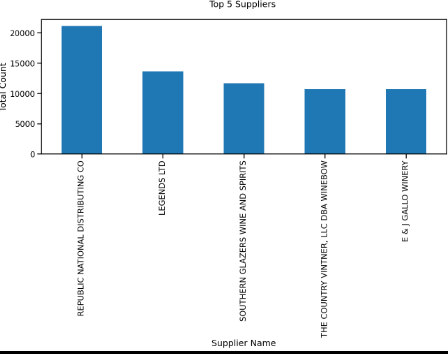 Top 5 Suppliers
Total Count
20000
15000
10000
5000
0
REPUBLIC NATIONAL DISTRIBUTING CO
LEGENDS LTD
SOUTHERN GLAZERS WINE AND SPIRITS
THE COUNTRY VINTNER, LLC DBA WINEBOW
E & J GALLO WINERY
Supplier Name